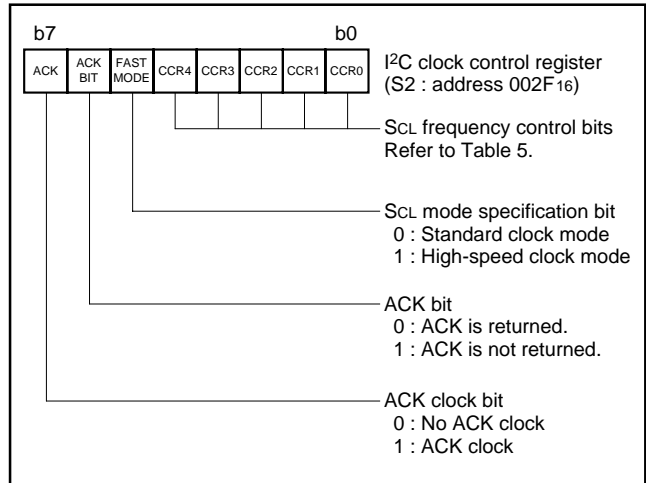 b7 b0
ACK ACK BIT FAST MODE CCR4 CCR3 CCR2 CCR1 CCR0
I2C clock control register
(S2 : address 002F16)
SCL frequency control bits
Refer to Table 5.
SCL mode specification bit
0 : Standard clock mode
1 : High-speed clock mode
ACK bit
0 : ACK is returned.
1 : ACK is not returned.
ACK clock bit
0 : No ACK clock
1 : ACK clock